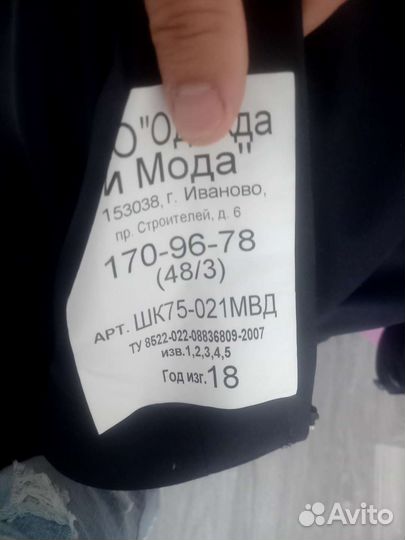 О "Одежда
и Мода"
153038, г. Иваново,
пр. Строителей, д. 6
170-96-78
(48/3)
АРТ. ШК75-021МВД
ТУ 8522-022-08836809-2007
изв.1,2,3,4,5
Год изг. 18
Avito